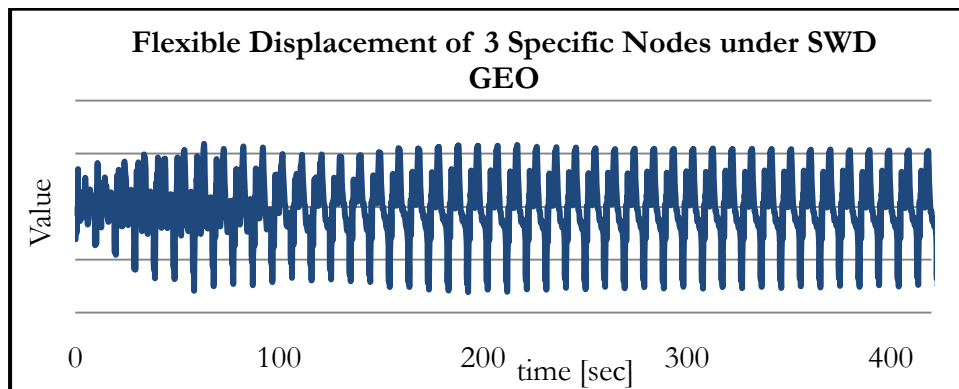 Flexible Displacement of 3 Specific Nodes under SWD
GEO
Value
0 100 200 300 400
time [sec]